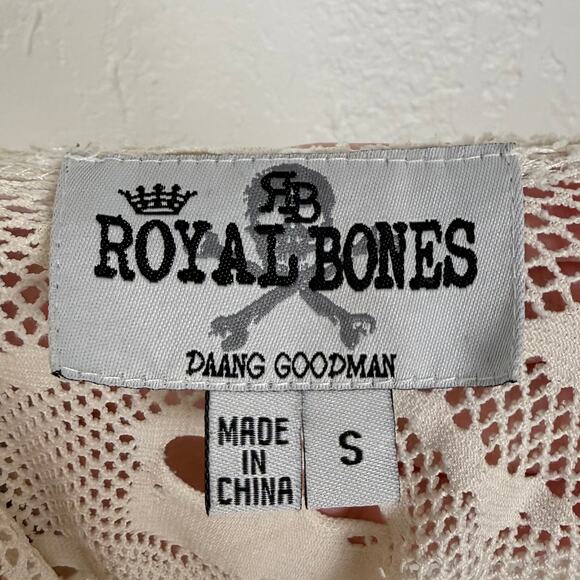 RB
ROYAL BONES
DAANG GOODMAN
MADE
IN
CHINA
S